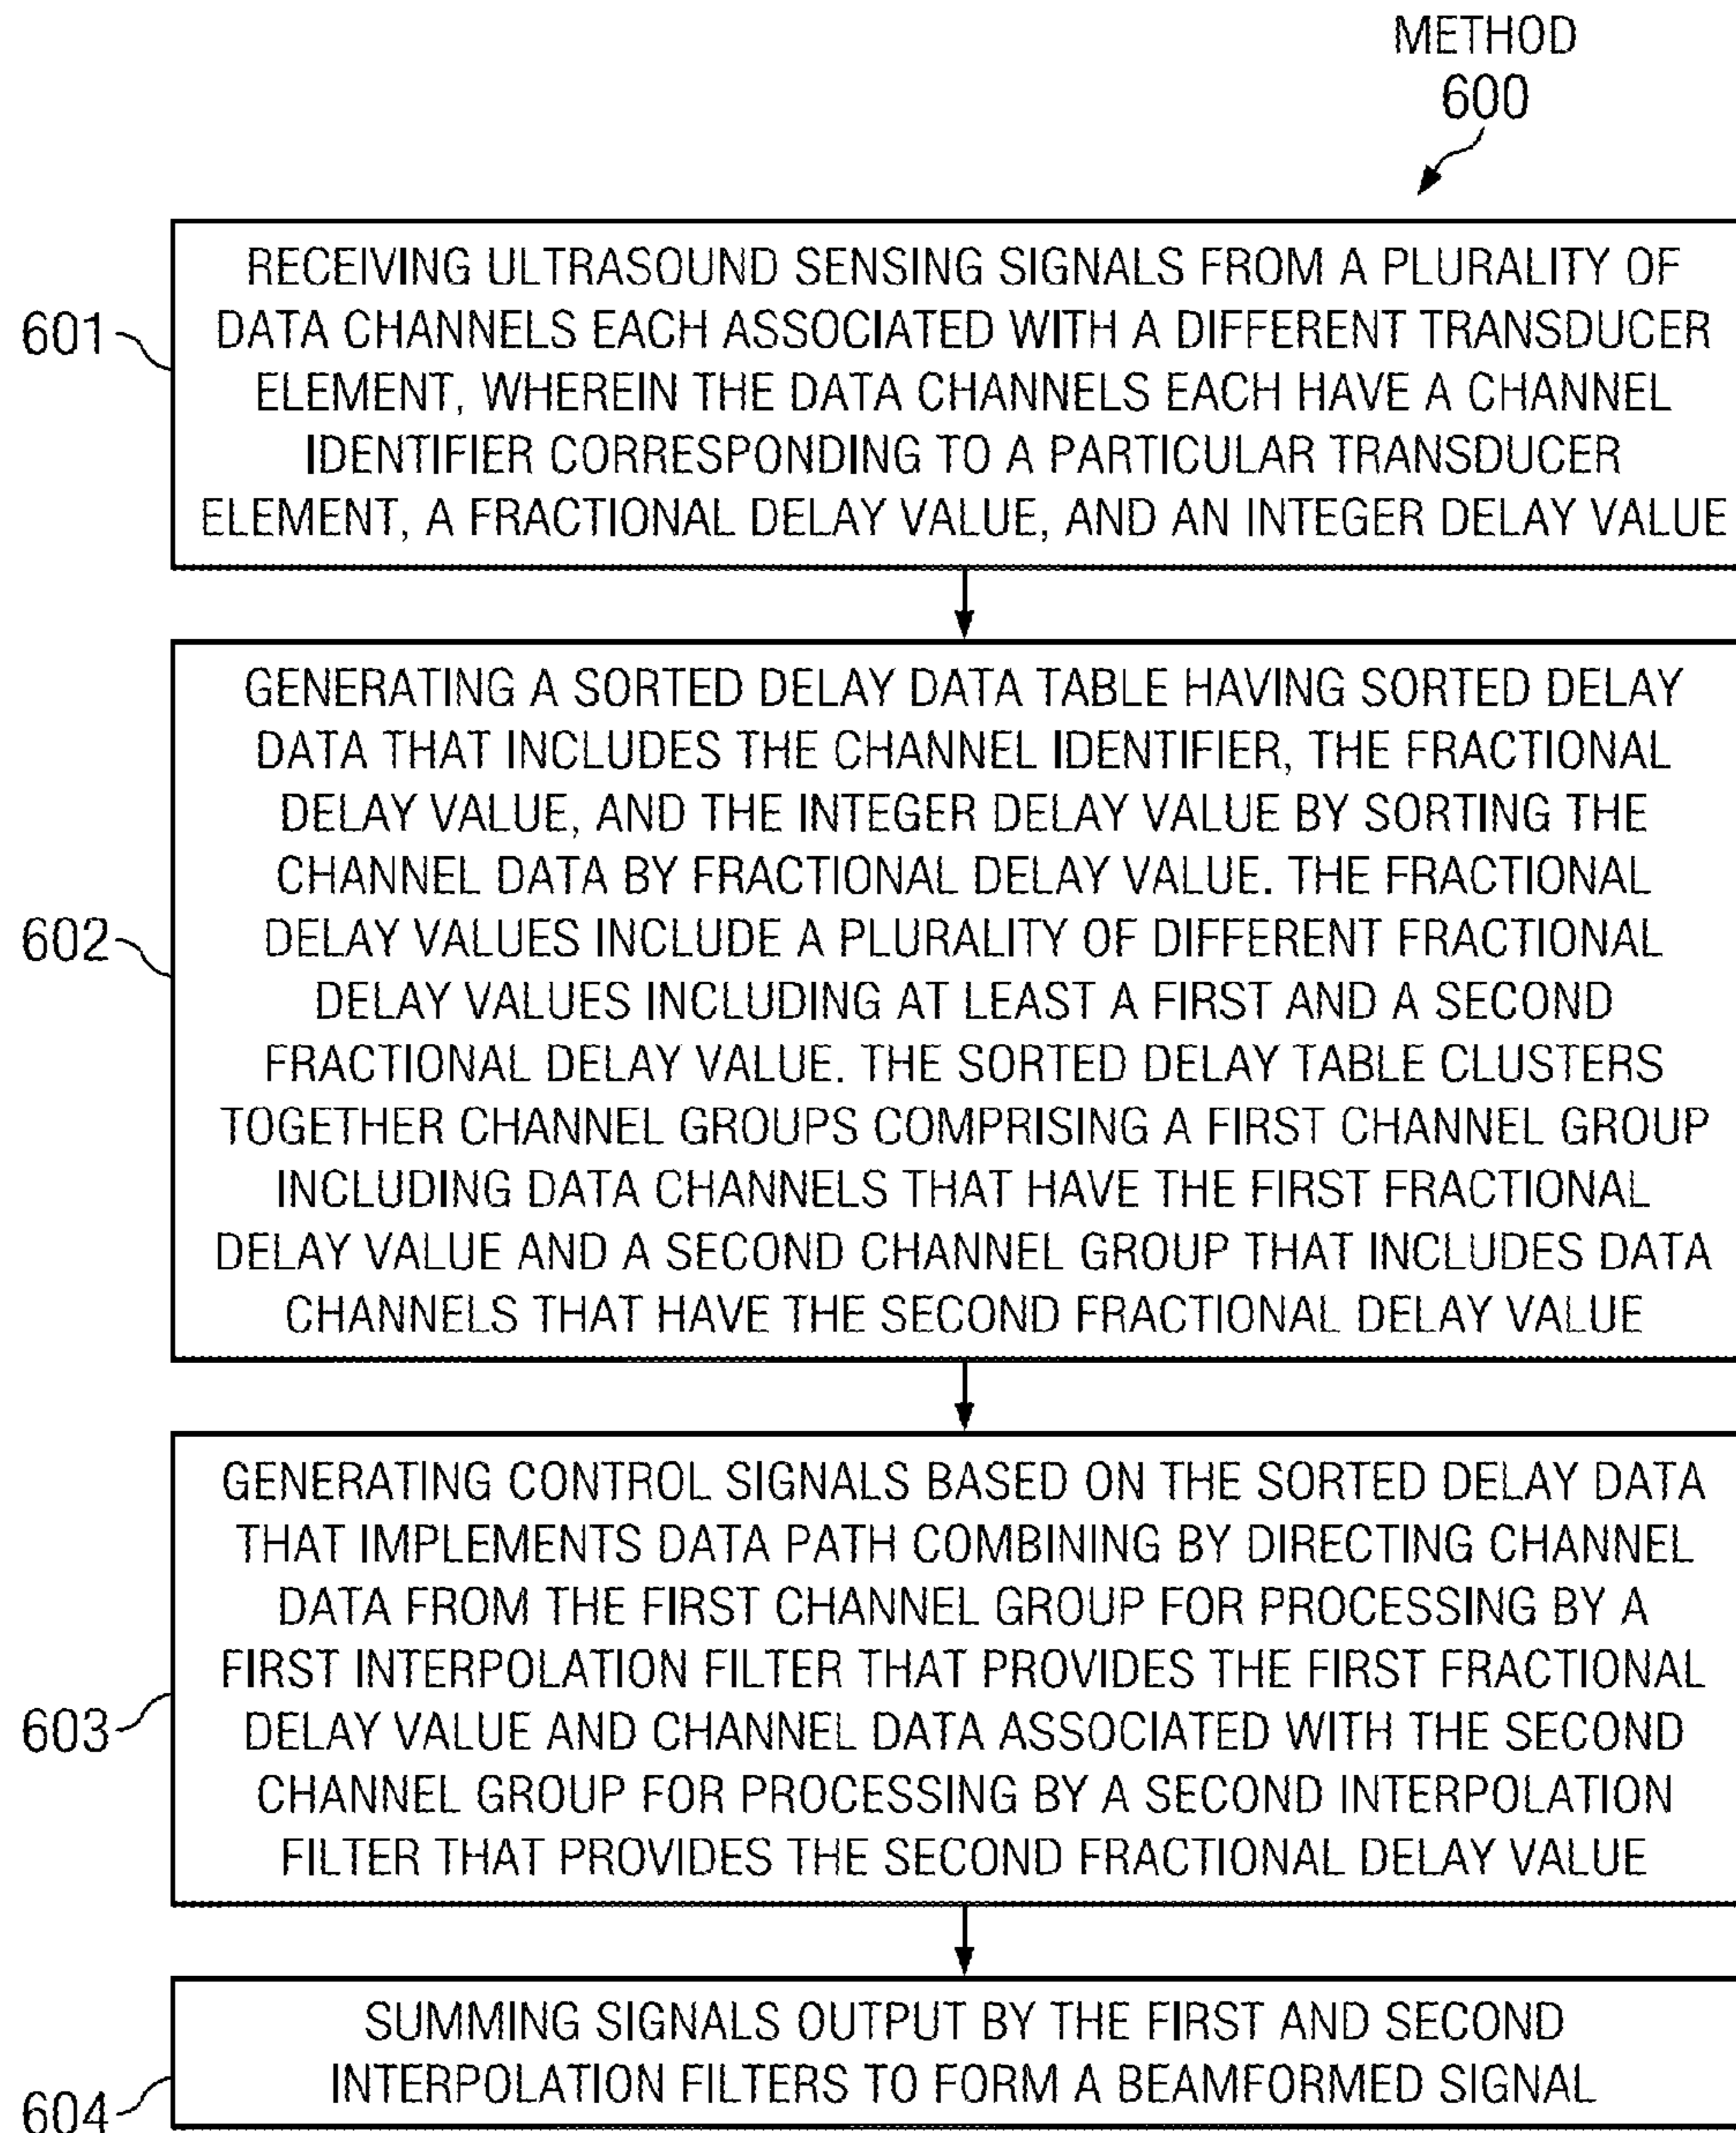 METHOD
600
601
RECEIVING ULTRASOUND SENSING SIGNALS FROM A PLURALITY OF
DATA CHANNELS EACH ASSOCIATED WITH A DIFFERENT TRANSDUCER
ELEMENT, WHEREIN THE DATA CHANNELS EACH HAVE A CHANNEL
IDENTIFIER CORRESPONDING TO A PARTICULAR TRANSDUCER
ELEMENT, A FRACTIONAL DELAY VALUE, AND AN INTEGER DELAY VALUE
602
GENERATING A SORTED DELAY DATA TABLE HAVING SORTED DELAY
DATA THAT INCLUDES THE CHANNEL IDENTIFIER, THE FRACTIONAL
DELAY VALUE, AND THE INTEGER DELAY VALUE BY SORTING THE
CHANNEL DATA BY FRACTIONAL DELAY VALUE. THE FRACTIONAL
DELAY VALUES INCLUDE A PLURALITY OF DIFFERENT FRACTIONAL
DELAY VALUES INCLUDING AT LEAST A FIRST AND A SECOND
FRACTIONAL DELAY VALUE. THE SORTED DELAY TABLE CLUSTERS
TOGETHER CHANNEL GROUPS COMPRISING A FIRST CHANNEL GROUP
INCLUDING DATA CHANNELS THAT HAVE THE FIRST FRACTIONAL
DELAY VALUE AND A SECOND CHANNEL GROUP THAT INCLUDES DATA
CHANNELS THAT HAVE THE SECOND FRACTIONAL DELAY VALUE
603
GENERATING CONTROL SIGNALS BASED ON THE SORTED DELAY DATA
THAT IMPLEMENTS DATA PATH COMBINING BY DIRECTING CHANNEL
DATA FROM THE FIRST CHANNEL GROUP FOR PROCESSING BY A
FIRST INTERPOLATION FILTER THAT PROVIDES THE FIRST FRACTIONAL
DELAY VALUE AND CHANNEL DATA ASSOCIATED WITH THE SECOND
CHANNEL GROUP FOR PROCESSING BY A SECOND INTERPOLATION
FILTER THAT PROVIDES THE SECOND FRACTIONAL DELAY VALUE
604
SUMMING SIGNALS OUTPUT BY THE FIRST AND SECOND
INTERPOLATION FILTERS TO FORM A BEAMFORMED SIGNAL